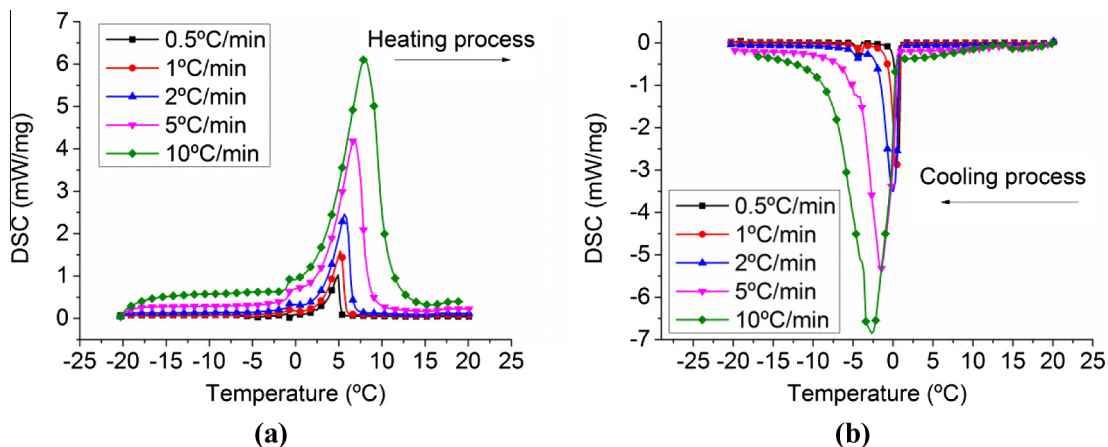 7
6
5
4
3
2
1
0
DSC (mW/mg)
0.5ºC/min
1ºC/min
2ºC/min
5ºC/min
10ºC/min
Heating process
-25 -20 -15 -10 -5 0 5 10 15 20 25
Temperature (ºC)
(a)
0
-1
-2
-3
-4
-5
-6
-7
DSC (mW/mg)
Cooling process
0.5ºC/min
1ºC/min
2ºC/min
5ºC/min
10ºC/min
-25 -20 -15 -10 -5 0 5 10 15 20 25
Temperature (ºC)
(b)